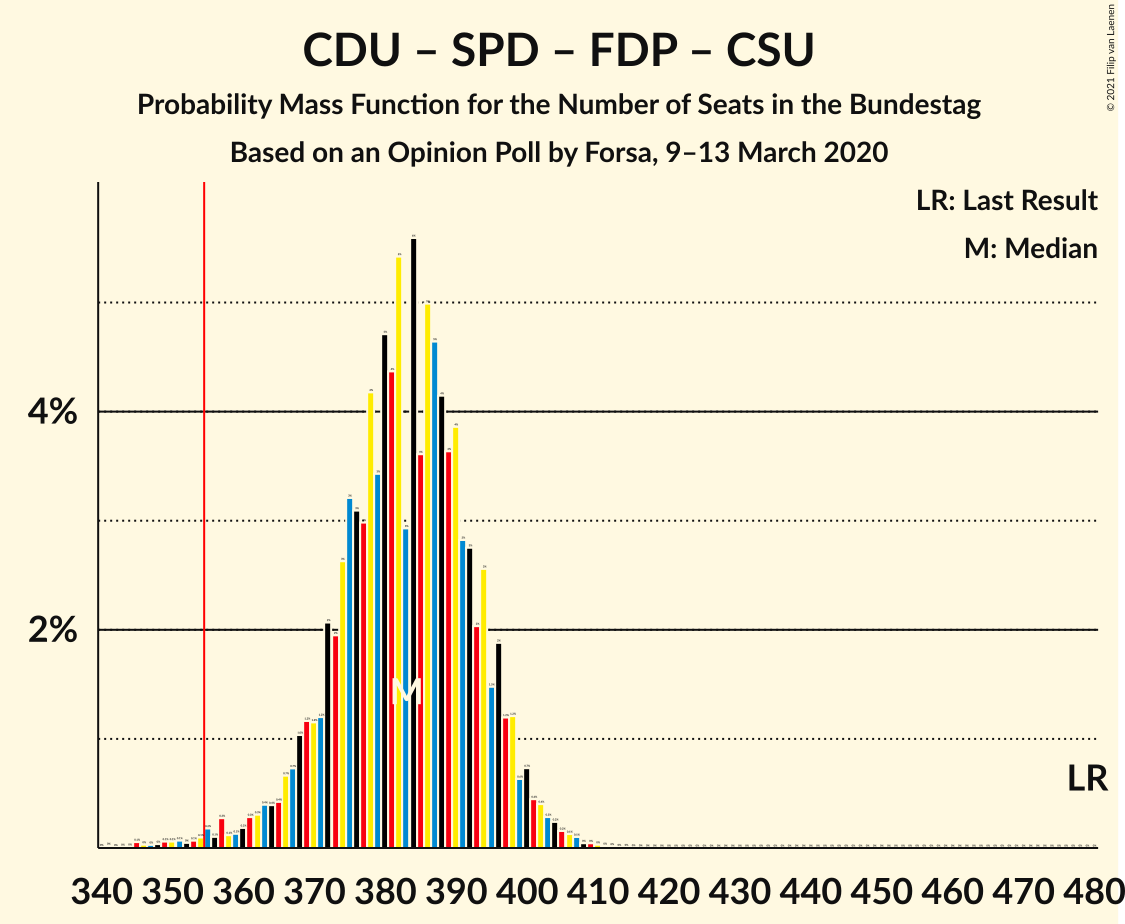 CDU – SPD – FDP – CSU
Probability Mass Function for the Number of Seats in the Bundestag
Based on an Opinion Poll by Forsa, 9–13 March 2020
© 2021 Filip van Laenen
LR: Last Result
M: Median
4%
2%
M
LR
340 350 360 370 380 390 400 410 420 430 440 450 460 470 480